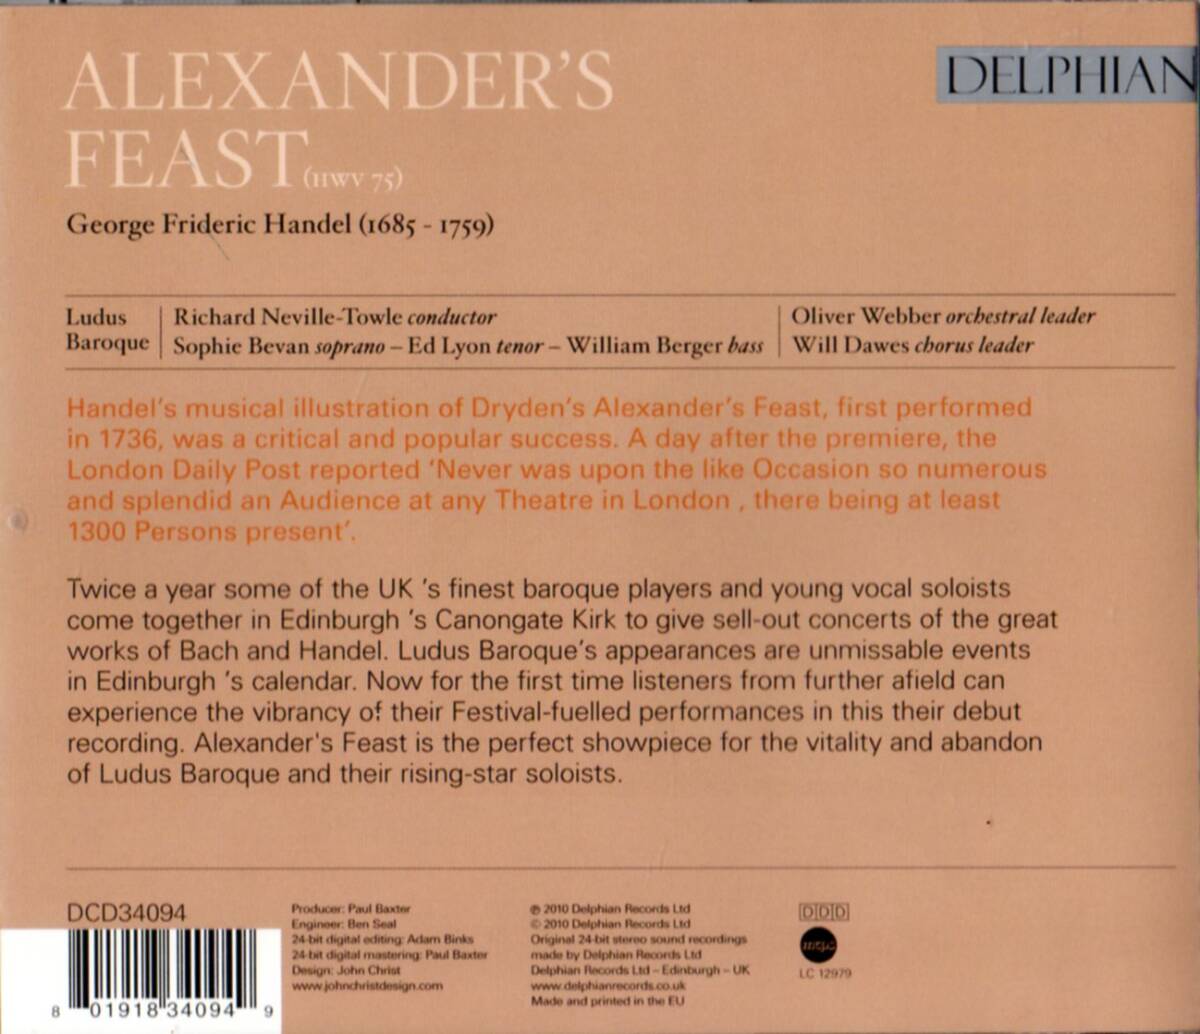 ALEXANDER'S
FEAST (HWV 75)
DELPHIAN
George Frideric Handel (1685 - 1759)
Ludus
Baroque
Richard Neville-Towle conductor
Sophie Bevan soprano – Ed Lyon tenor – William Berger bass
Oliver Webber orchestral leader
Will Dawes chorus leader
Handel's musical illustration of Dryden's Alexander's Feast, first performed
in 1736, was a critical and popular success. A day after the premiere, the
London Daily Post reported 'Never was upon the like Occasion so numerous
and splendid an Audience at any Theatre in London , there being at least
1300 Persons present'.
Twice a year some of the UK 's finest baroque players and young vocal soloists
come together in Edinburgh 's Canongate Kirk to give sell-out concerts of the great
works of Bach and Handel. Ludus Baroque's appearances are unmissable events
in Edinburgh 's calendar. Now for the first time listeners from further afield can
experience the vibrancy of their Festival-fuelled performances in this their debut
recording. Alexander's Feast is the perfect showpiece for the vitality and abandon
of Ludus Baroque and their rising-star soloists.
DCD34094
8 01918 34094 9
Producer: Paul Baxter
Engineer: Ben Seal
24-bit digital editing: Adam Binks
24-bit digital mastering: Paul Baxter
Design: John Christ
www.johnchristdesign.com
℗ 2010 Delphian Records Ltd
© 2010 Delphian Records Ltd
Original 24-bit stereo sound recordings
made by Delphian Records Ltd
Delphian Records Ltd – Edinburgh – UK
www.delphianrecords.co.uk
Made and printed in the EU
DDD
mcps
LC 12979